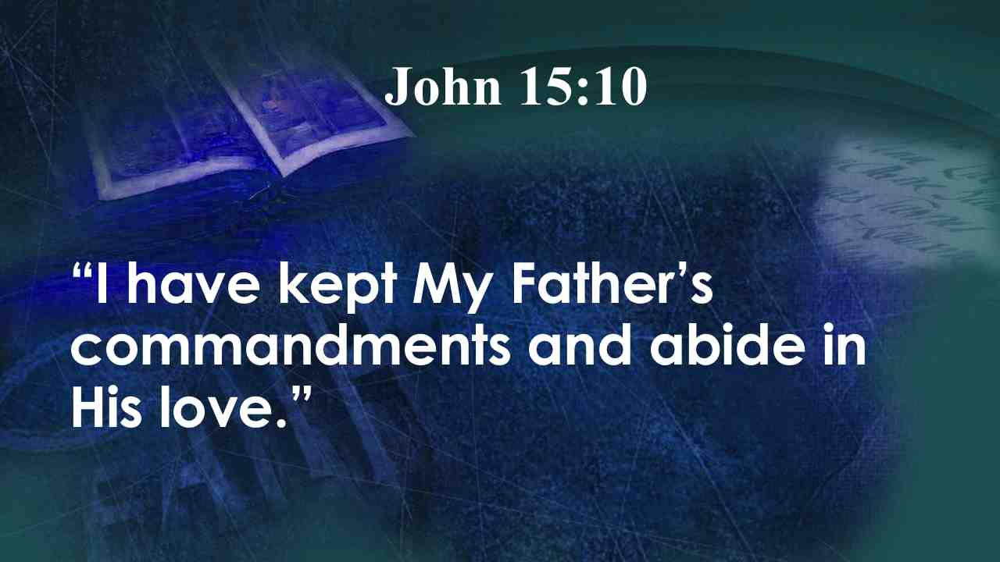 John 15:10
“I have kept My Father’s
commandments and abide in
His love.”